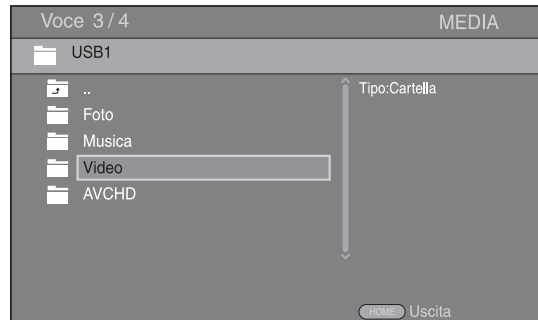 Voce 3/4 MEDIA
USB1
..
Foto
Musica
Video
AVCHD
Tipo:Cartella
HOME Uscita